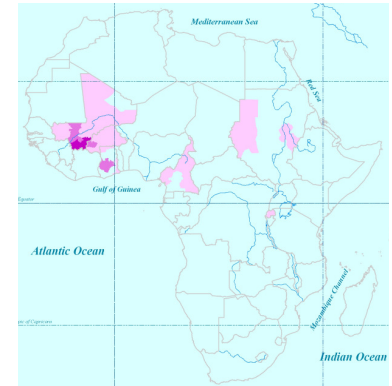 Mediterranean Sea
Red Sea
Gulf of Guinea
Equator
Atlantic Ocean
Mozambique Channel
Indian Ocean